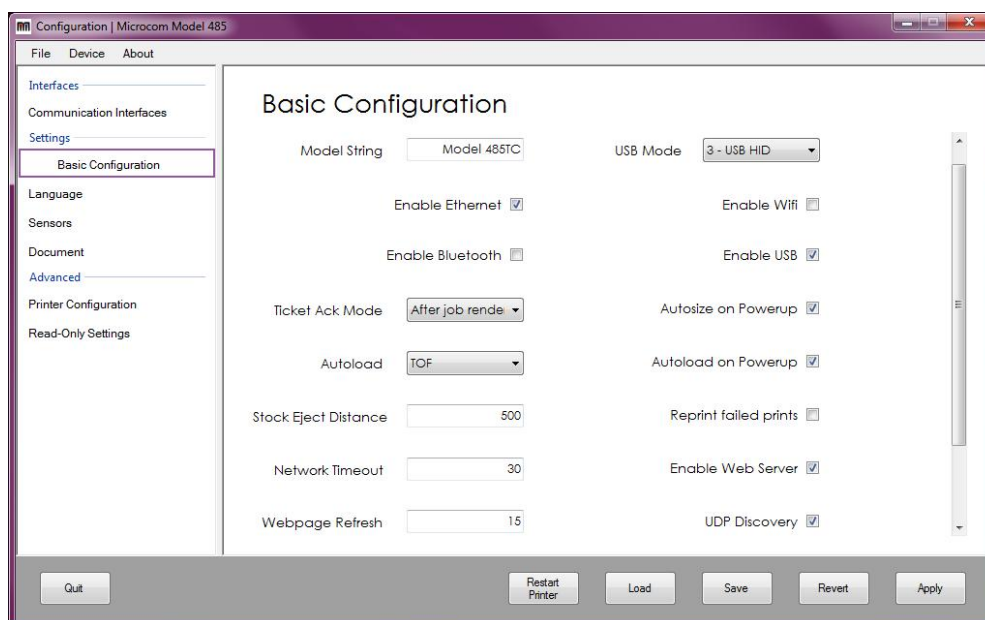 Configuration | Microcom Model 485
File Device About
Interfaces
Communication Interfaces
Settings
Basic Configuration
Language
Sensors
Document
Advanced
Printer Configuration
Read-Only Settings
Basic Configuration
Model String Model 485TC USB Mode 3 - USB HID
Enable Ethernet Enable Wifi
Enable Bluetooth Enable USB
Ticket Ack Mode After job rende Autosize on Powerup
Autoload TOF Autoload on Powerup
Stock Eject Distance 500 Reprint failed prints
Network Timeout 30 Enable Web Server
Webpage Refresh 15 UDP Discovery
Quit Restart Printer Load Save Revert Apply